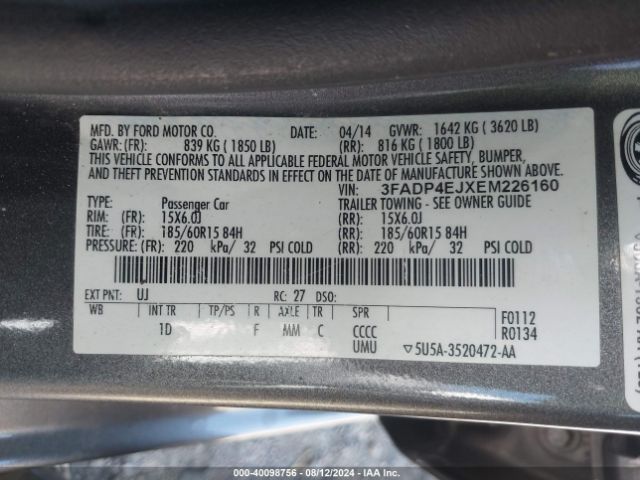 MFD. BY FORD MOTOR CO. DATE: 04/14 GVWR: 1642 KG ( 3620 LB)
GAWR: (FR): 839 KG ( 1850 LB) (RR): 816 KG ( 1800 LB)
THIS VEHICLE CONFORMS TO ALL APPLICABLE FEDERAL MOTOR VEHICLE SAFETY, BUMPER,
AND THEFT PREVENTION STANDARDS IN EFFECT ON THE DATE OF MANUFACTURE SHOWN ABOVE.
VIN: 3FADP4EJXEM226160
TYPE: Passenger Car TRAILER TOWING - SEE OWNER GUIDE
RIM: (FR): 15X6.0J (RR): 15X6.0J
TIRE: (FR): 185/60R15 84H (RR): 185/60R15 84H
PRESSURE: (FR): 220 kPa/ 32 PSI COLD (RR): 220 kPa/ 32 PSI COLD
EXT PNT: UJ RC: 27 DSO:
WB INT TR TP/PS R AXLE TR SPR
1D F MM C CCCC F0112
UMU R0134
▽5U5A-3520472-AA
000-40098756 - 08/12/2024 - IAA Inc.